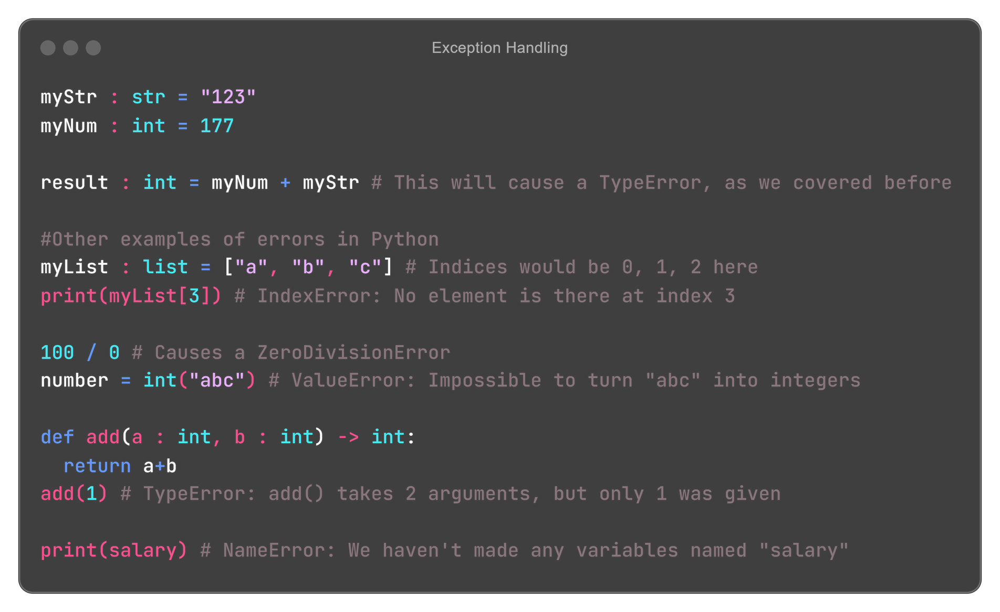 Exception Handling
myStr : str = "123"
myNum : int = 177
result : int = myNum + myStr # This will cause a TypeError, as we covered before
#Other examples of errors in Python
myList : list = ["a", "b", "c"] # Indices would be 0, 1, 2 here
print(myList[3]) # IndexError: No element is there at index 3
100 / 0 # Causes a ZeroDivisionError
number = int("abc") # ValueError: Impossible to turn "abc" into integers
def add(a : int, b : int) -> int:
  return a+b
add(1) # TypeError: add() takes 2 arguments, but only 1 was given
print(salary) # NameError: We haven't made any variables named "salary"